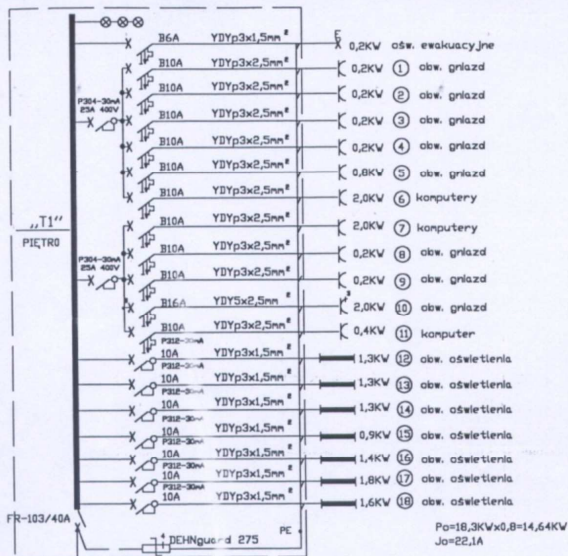 B6A YDYp3x1,5mm² E 0,2KW ośw. ewakuacyjne
B10A YDYp3x2,5mm² 0,2KW 1 obw. gniazd
B10A YDYp3x2,5mm² 0,2KW 2 obw. gniazd
P304-30mA
25A 400V
B10A YDYp3x2,5mm² 0,2KW 3 obw. gniazd
B10A YDYp3x2,5mm² 0,2KW 4 obw. gniazd
B10A YDYp3x2,5mm² 0,8KW 5 obw. gniazd
B10A YDYp3x2,5mm² 2,0KW 6 komputery
„T1”
PIĘTRO
B10A YDYp3x2,5mm² 2,0KW 7 komputery
B10A YDYp3x2,5mm² 0,2KW 8 obw. gniazd
P304-30mA
25A 400V
B10A YDYp3x2,5mm² 0,2KW 9 obw. gniazd
B16A YDY5x2,5mm² 3 2,0KW 10 obw. gniazd
B10A YDYp3x2,5mm² 0,4KW 11 komputer
P312-30mA
10A YDYp3x1,5mm² 1,3KW 12 obw. oświetlenia
P312-30mA
10A YDYp3x1,5mm² 1,3KW 13 obw. oświetlenia
P312-30mA
10A YDYp3x1,5mm² 1,3KW 14 obw. oświetlenia
P312-30mA
10A YDYp3x1,5mm² 0,9KW 15 obw. oświetlenia
P312-30mA
10A YDYp3x1,5mm² 1,4KW 16 obw. oświetlenia
P312-30mA
10A YDYp3x1,5mm² 1,8KW 17 obw. oświetlenia
P312-30mA
10A YDYp3x1,5mm² 1,6KW 18 obw. oświetlenia
FR-103/40A
PE
4 DEHNguard 275
Po=18,3KWx0,8=14,64KW
Jo=22,1A